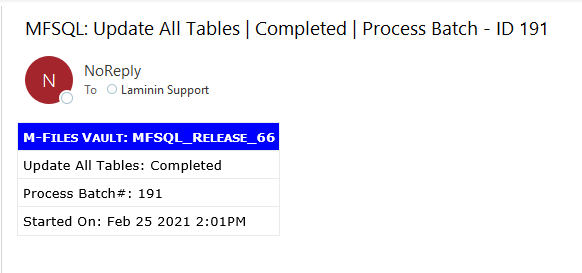 MFSQL: Update All Tables | Completed | Process Batch - ID 191
N
NoReply
To Laminin Support
M-FILES VAULT: MFSQL_RELEASE_66
Update All Tables: Completed
Process Batch#: 191
Started On: Feb 25 2021 2:01PM